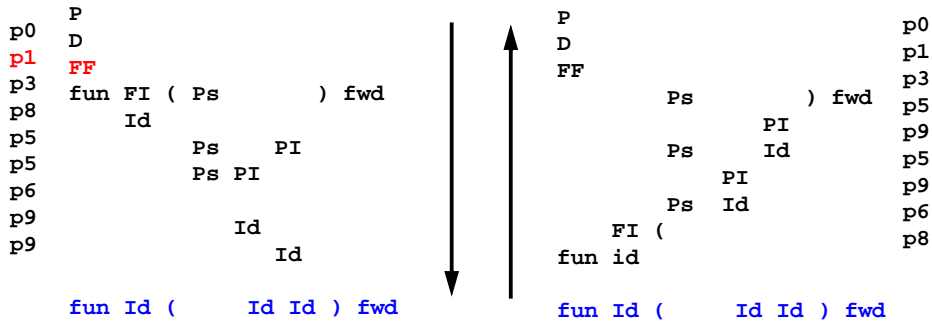 p0
p1
p3
p8
p5
p5
p6
p9
p9
P
D
FF
fun FI ( Ps ) fwd
Id
Ps PI
Ps PI
Id
Id
fun Id ( Id Id ) fwd
P
D
FF
Ps ) fwd
PI
Ps Id
PI
Ps Id
FI (
fun id
fun Id ( Id Id ) fwd
p0
p1
p3
p5
p9
p5
p9
p6
p8